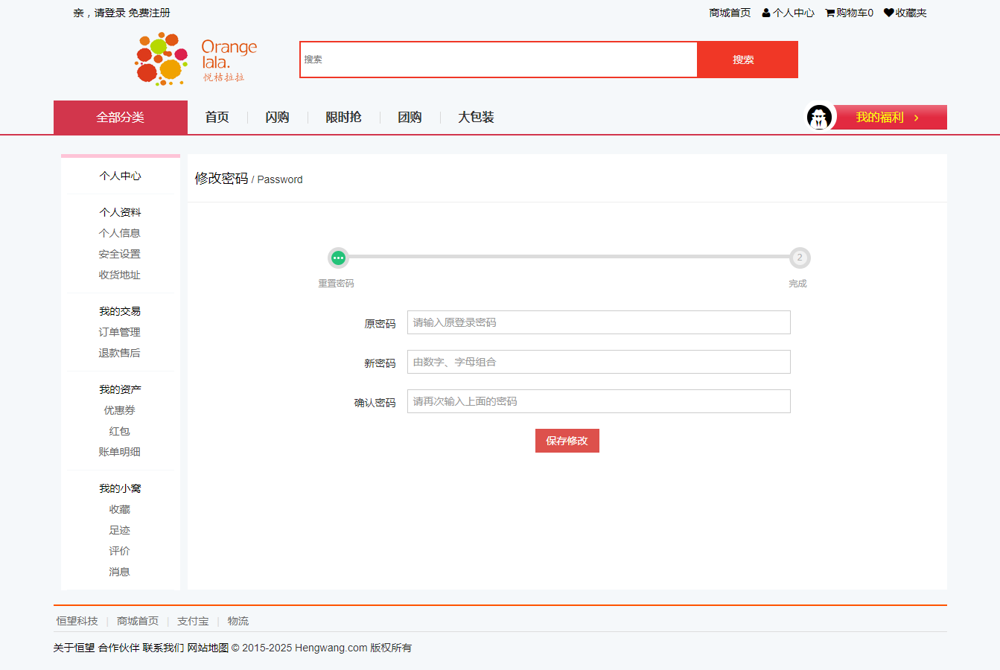 亲，请登录 免费注册
商城首页 个人中心 购物车0 收藏夹
Orange
lala.
悦桔拉拉
搜索 搜索
全部分类 首页 闪购 限时抢 团购 大包装 我的福利 ›
个人中心
个人资料
个人信息
安全设置
收货地址
我的交易
订单管理
退款售后
我的资产
优惠券
红包
账单明细
我的小窝
收藏
足迹
评价
消息
修改密码 / Password
2
重置密码 完成
原密码 请输入原登录密码
新密码 由数字、字母组合
确认密码 请再次输入上面的密码
保存修改
恒望科技 | 商城首页 | 支付宝 | 物流
关于恒望 合作伙伴 联系我们 网站地图 © 2015-2025 Hengwang.com 版权所有